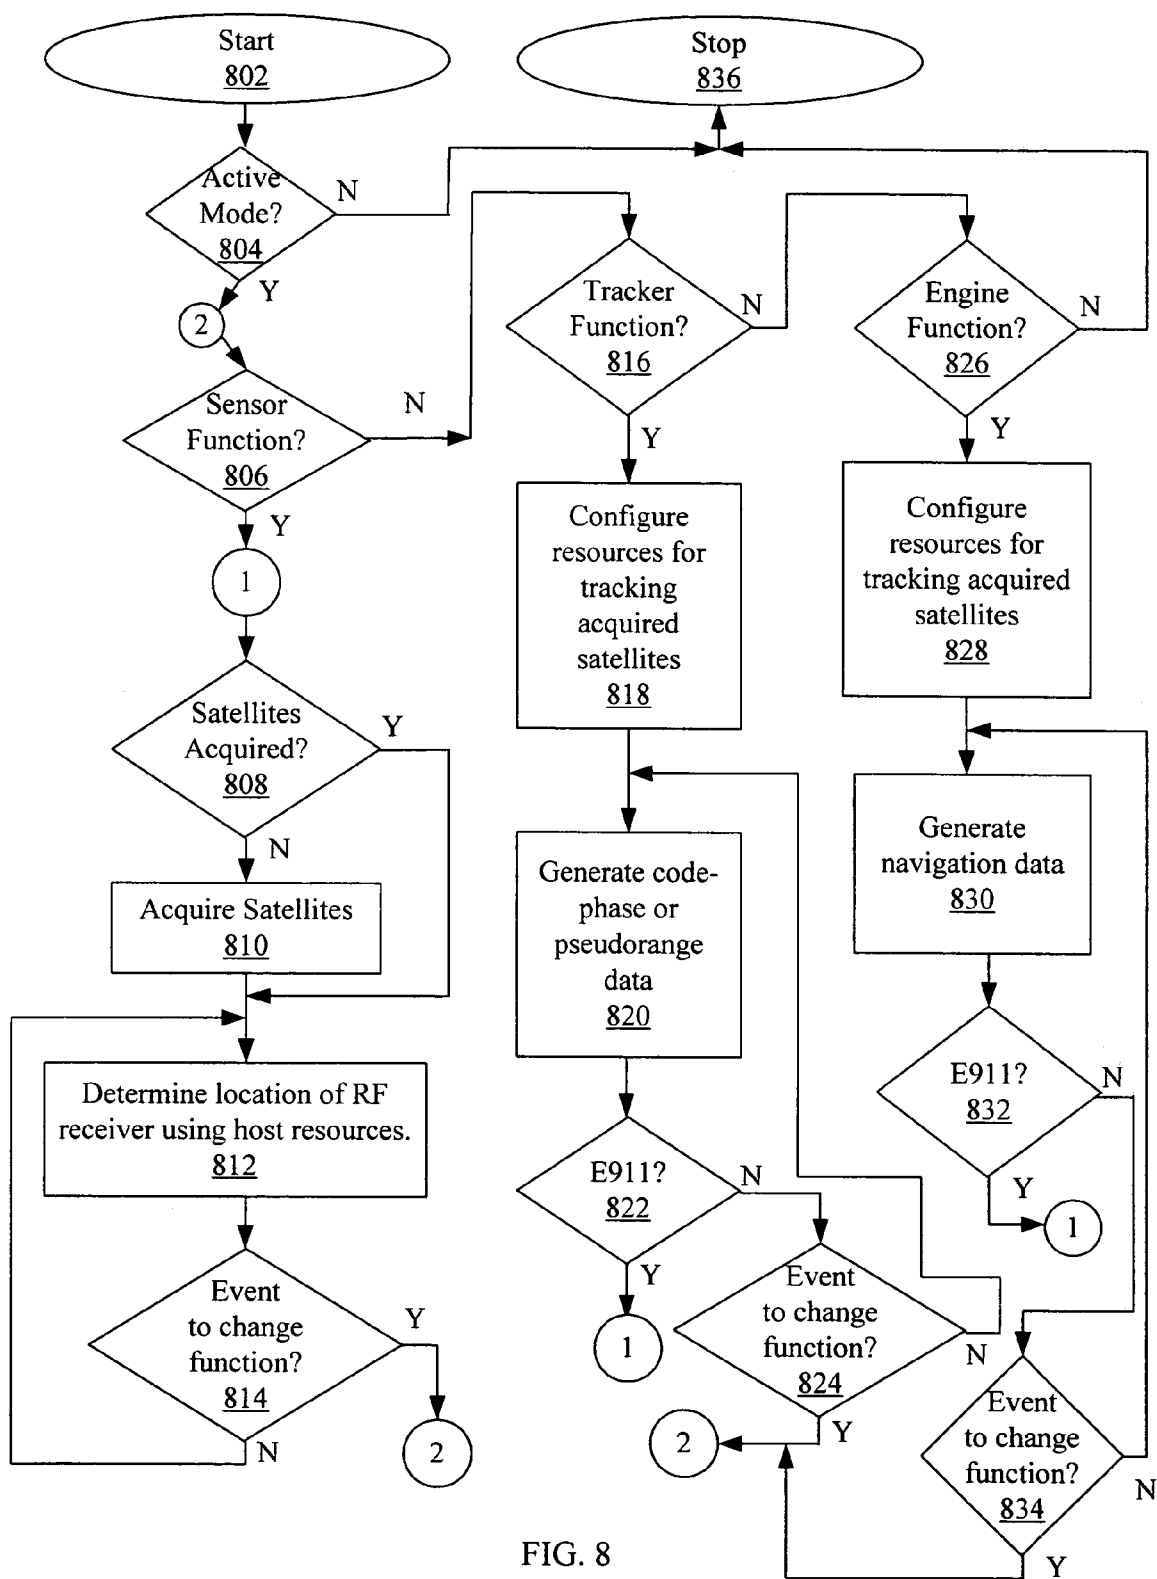 Start
802
Stop
836
Active
Mode?
804
N
Y
2
Sensor
Function?
806
N
Y
1
Satellites
Acquired?
808
Y
N
Acquire Satellites
810
Determine location of RF
receiver using host resources.
812
Event
to change
function?
814
Y
N
2
Tracker
Function?
816
N
Y
Configure
resources for
tracking
acquired
satellites
818
Generate code-
phase or
pseudorange
data
820
E911?
822
N
Y
1
Event
to change
function?
824
N
Y
2
Engine
Function?
826
N
Y
Configure
resources for
tracking acquired
satellites
828
Generate
navigation data
830
E911?
832
N
Y
1
Event
to change
function?
834
N
Y
FIG. 8